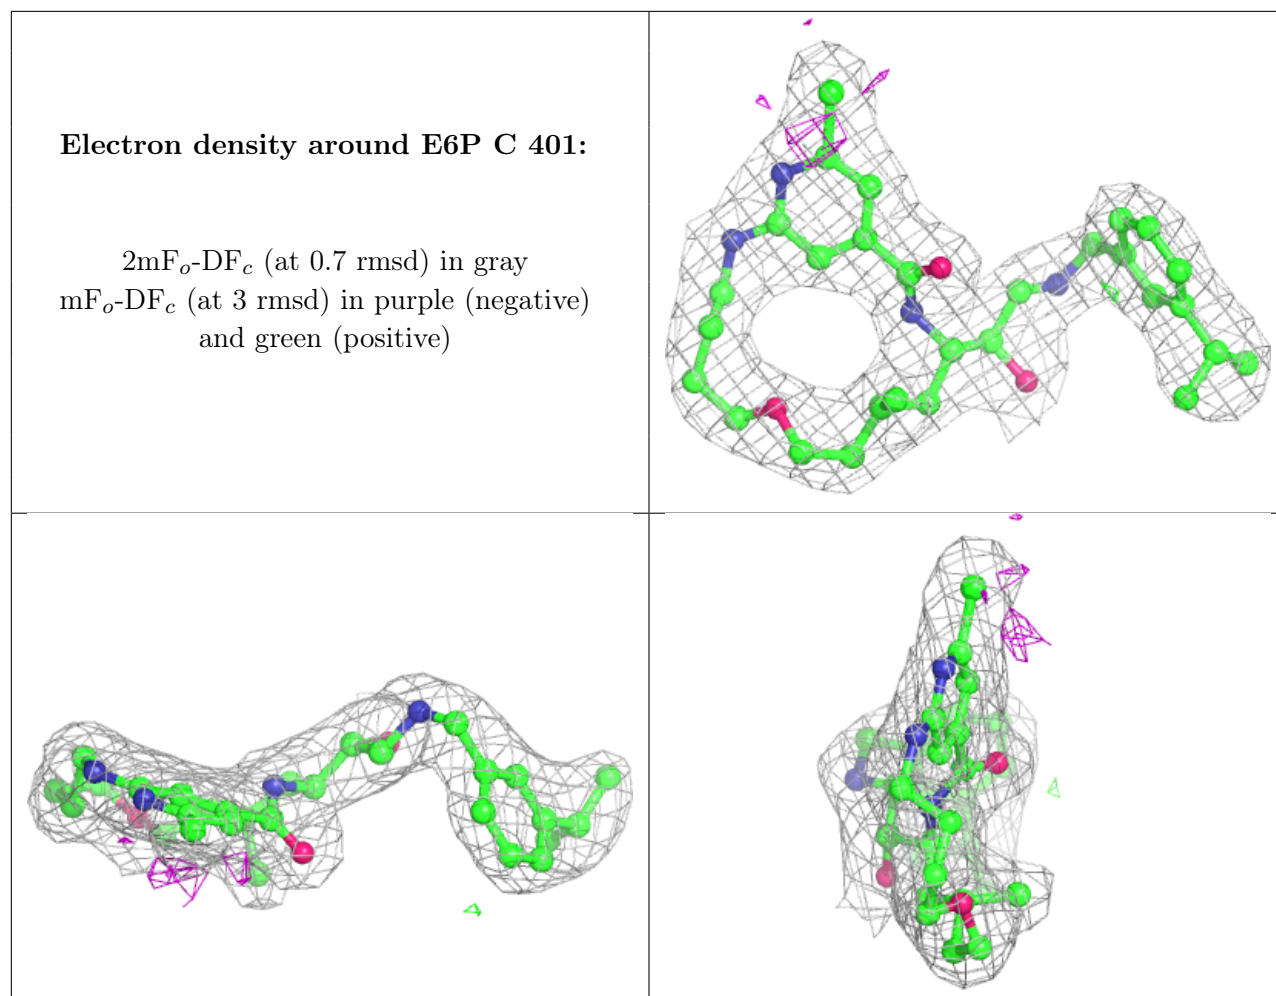 Electron density around E6P C 401:
2mFo-DFc (at 0.7 rmsd) in gray
mFo-DFc (at 3 rmsd) in purple (negative)
and green (positive)